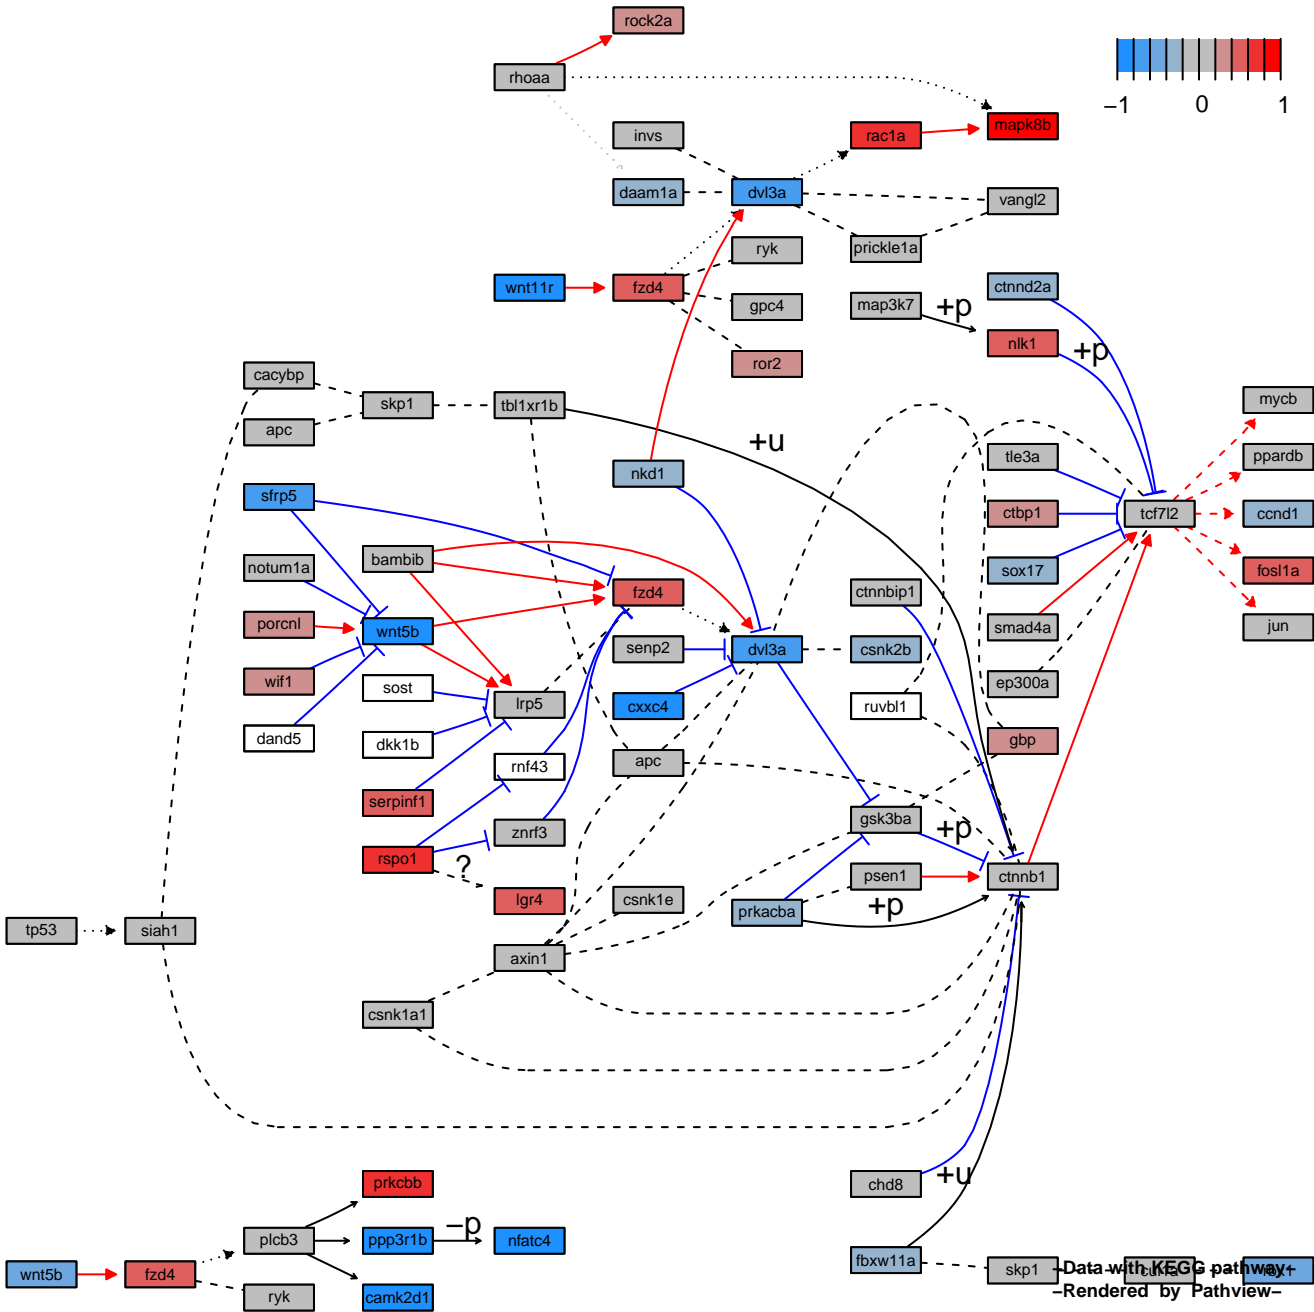 rock2a
rhoaa
−1 0 1
invs
rac1a
mapk8b
daam1a
dvl3a
vangl2
ryk
prickle1a
wnt11r
fzd4
gpc4
map3k7
+p
ctnnd2a
nlk1
+p
ror2
cacybp
skp1
tbl1xr1b
apc
+u
mycb
nkd1
tle3a
ppardb
sfrp5
ctbp1
tcf7l2
ccnd1
notum1a
bambib
sox17
fosl1a
porcnl
wnt5b
fzd4
ctnnbip1
smad4a
jun
senp2
dvl3a
csnk2b
wif1
sost
lrp5
cxxc4
ruvbl1
ep300a
dand5
dkk1b
rnf43
apc
gbp
serpinf1
znrf3
gsk3ba
+p
rspo1
?
lgr4
csnk1e
psen1
ctnnb1
prkacba
+p
tp53
siah1
axin1
csnk1a1
chd8
+u
prkcbb
plcb3
ppp3r1b
−p
nfatc4
wnt5b
fzd4
ryk
camk2d1
fbxw11a
skp1
−Data with KEGG pathway−
−Rendered by Pathview−